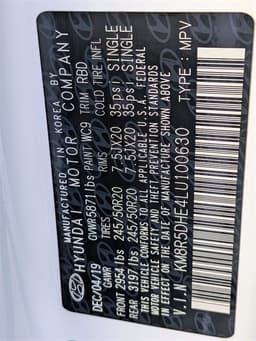 MANUFACTURED IN KOREA BY
HYUNDAI MOTOR COMPANY
GVWR5871lbs PAINT WC9 TRIM RBD
DEC/04/19 GAWR TIRES RIMS COLD TIRE INFL
FRONT 2954 lbs 245/50R20 7.5JX20 35psi/ SINGLE
REAR 3197 lbs 245/50R20 7.5JX20 35psi/ SINGLE
THIS VEHICLE CONFORMS TO ALL APPLICABLE U.S.A. FEDERAL
MOTOR VEHICLE SAFETY AND THEFT PREVENTION STANDARDS
IN EFFECT ON THE DATE OF MANUFACTURE SHOWN ABOVE.
V.I.N : KM8R5DHE4LU100630 TYPE : MPV